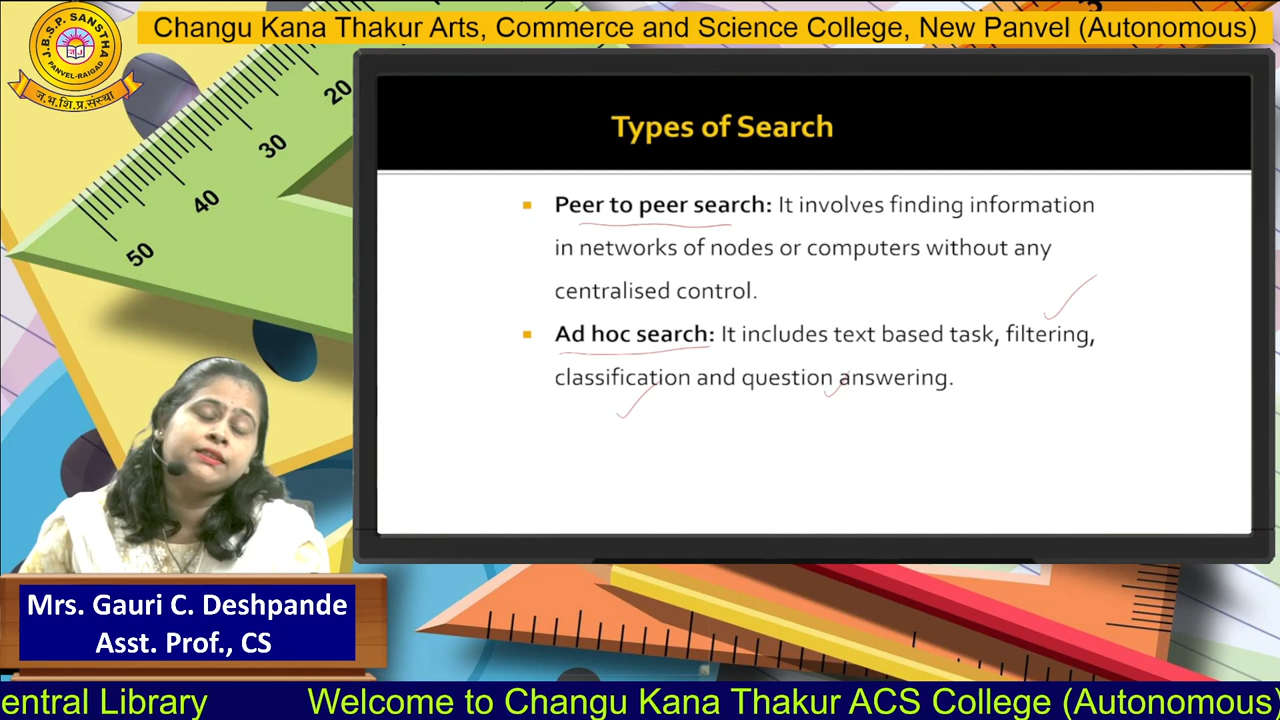 Changu Kana Thakur Arts, Commerce and Science College, New Panvel (Autonomous)
J.B.S.P. SANSTHA
PANVEL-RAIGAD
ज.भ.शि.प्र.संस्था
20
30
40
50
Types of Search
Peer to peer search: It involves finding information
in networks of nodes or computers without any
centralised control.
Ad hoc search: It includes text based task, filtering,
classification and question answering.
Mrs. Gauri C. Deshpande
Asst. Prof., CS
entral Library Welcome to Changu Kana Thakur ACS College (Autonomous)